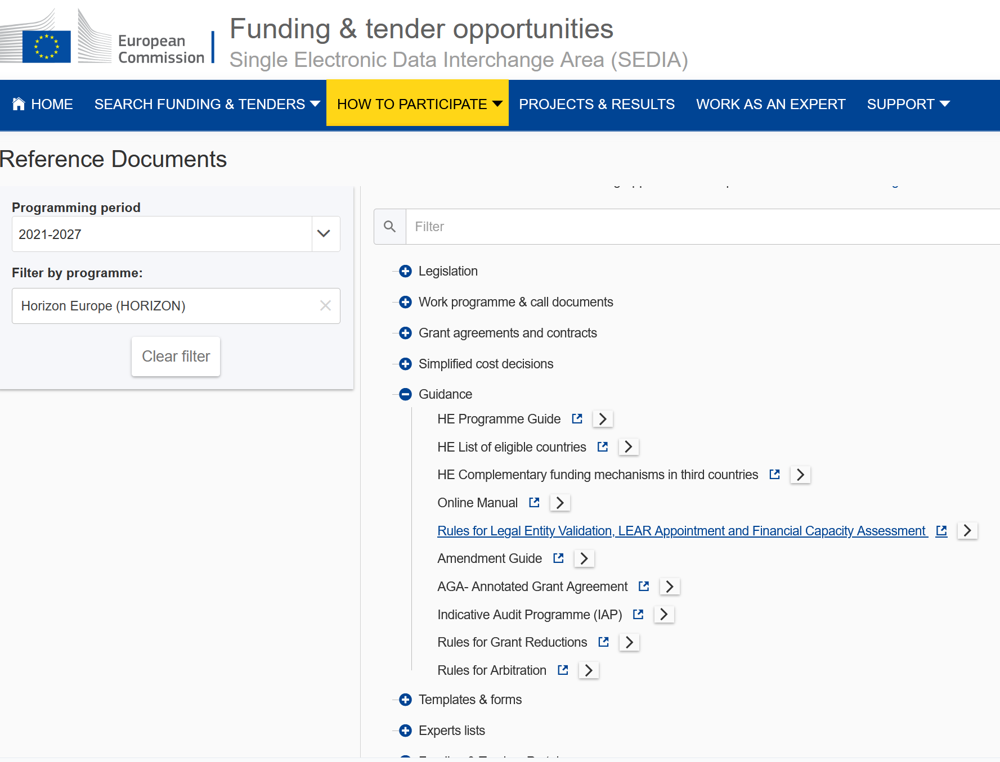 European
Commission
Funding & tender opportunities
Single Electronic Data Interchange Area (SEDIA)
HOME SEARCH FUNDING & TENDERS HOW TO PARTICIPATE PROJECTS & RESULTS WORK AS AN EXPERT SUPPORT
Reference Documents
Programming period
2021-2027
Filter by programme:
Horizon Europe (HORIZON)
Clear filter
Filter
Legislation
Work programme & call documents
Grant agreements and contracts
Simplified cost decisions
Guidance
HE Programme Guide
HE List of eligible countries
HE Complementary funding mechanisms in third countries
Online Manual
Rules for Legal Entity Validation, LEAR Appointment and Financial Capacity Assessment
Amendment Guide
AGA- Annotated Grant Agreement
Indicative Audit Programme (IAP)
Rules for Grant Reductions
Rules for Arbitration
Templates & forms
Experts lists